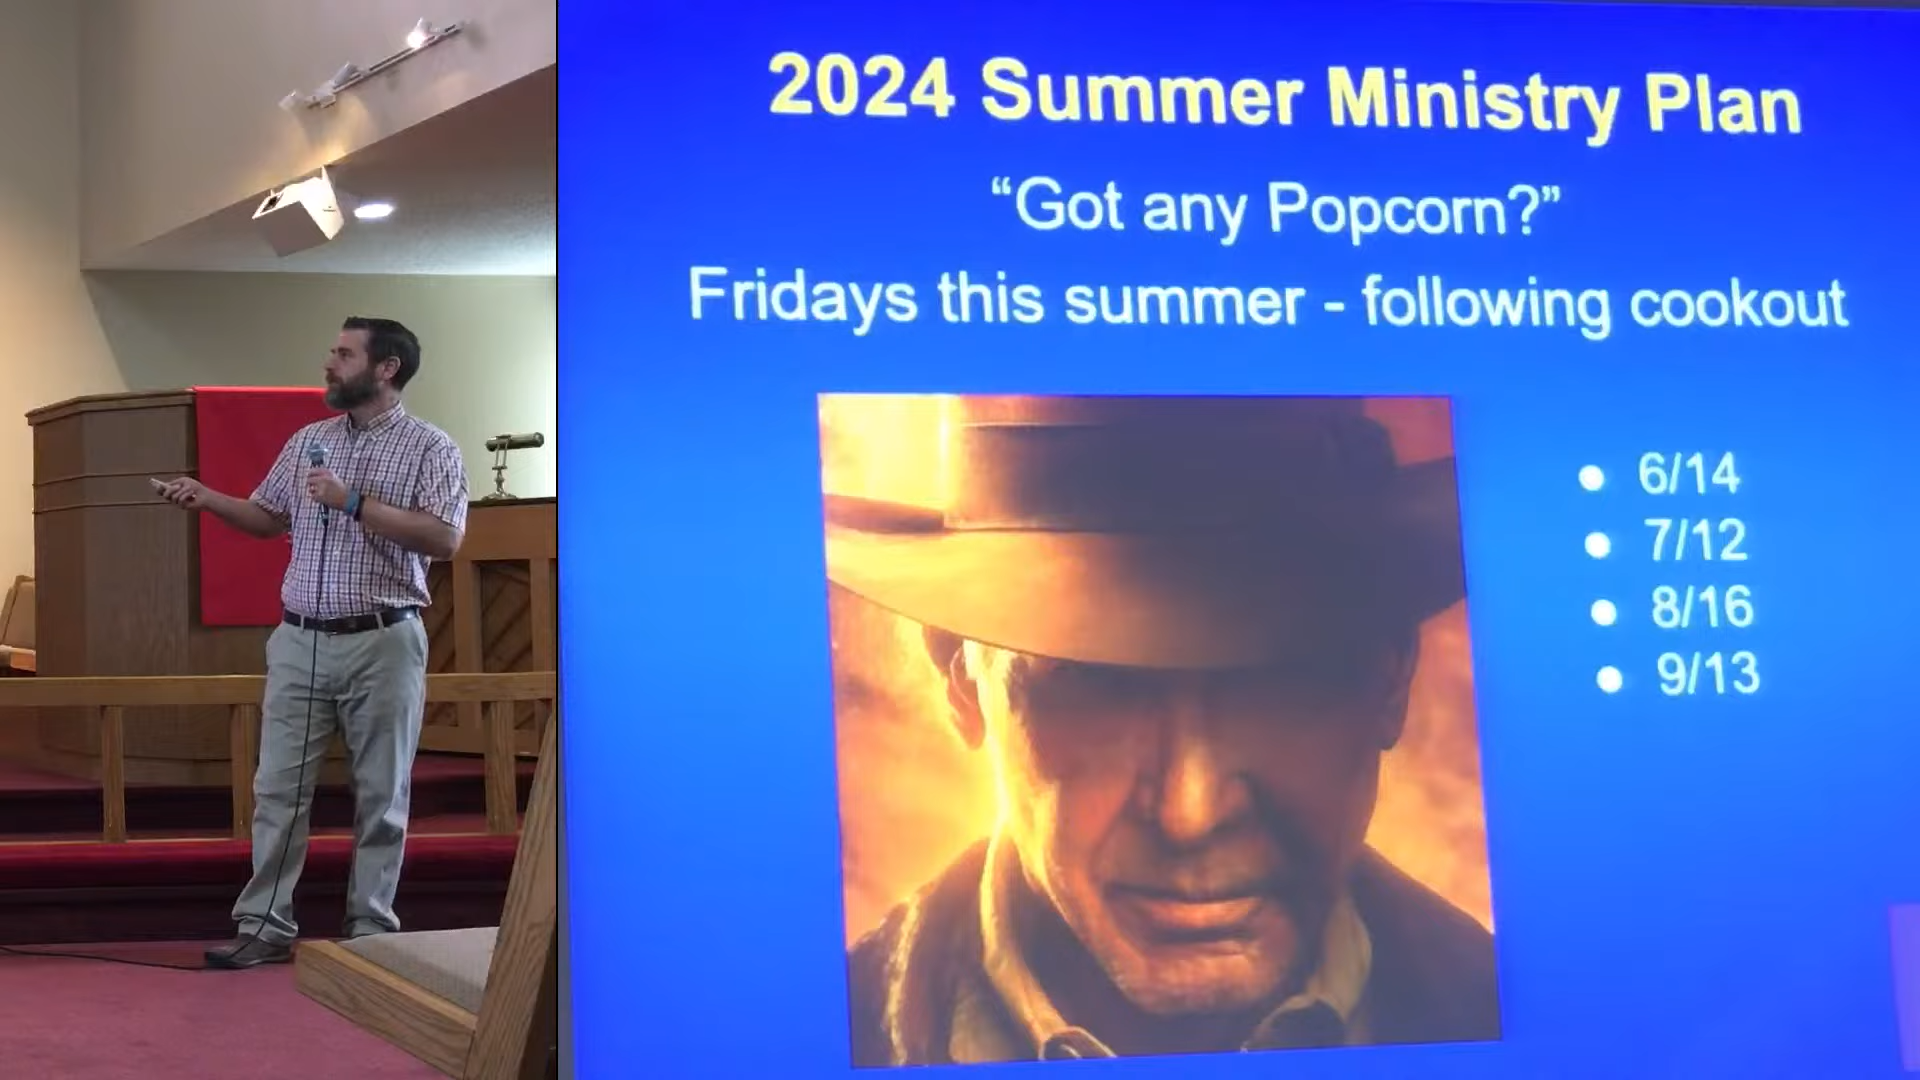 2024 Summer Ministry Plan
“Got any Popcorn?”
Fridays this summer - following cookout
● 6/14
● 7/12
● 8/16
● 9/13